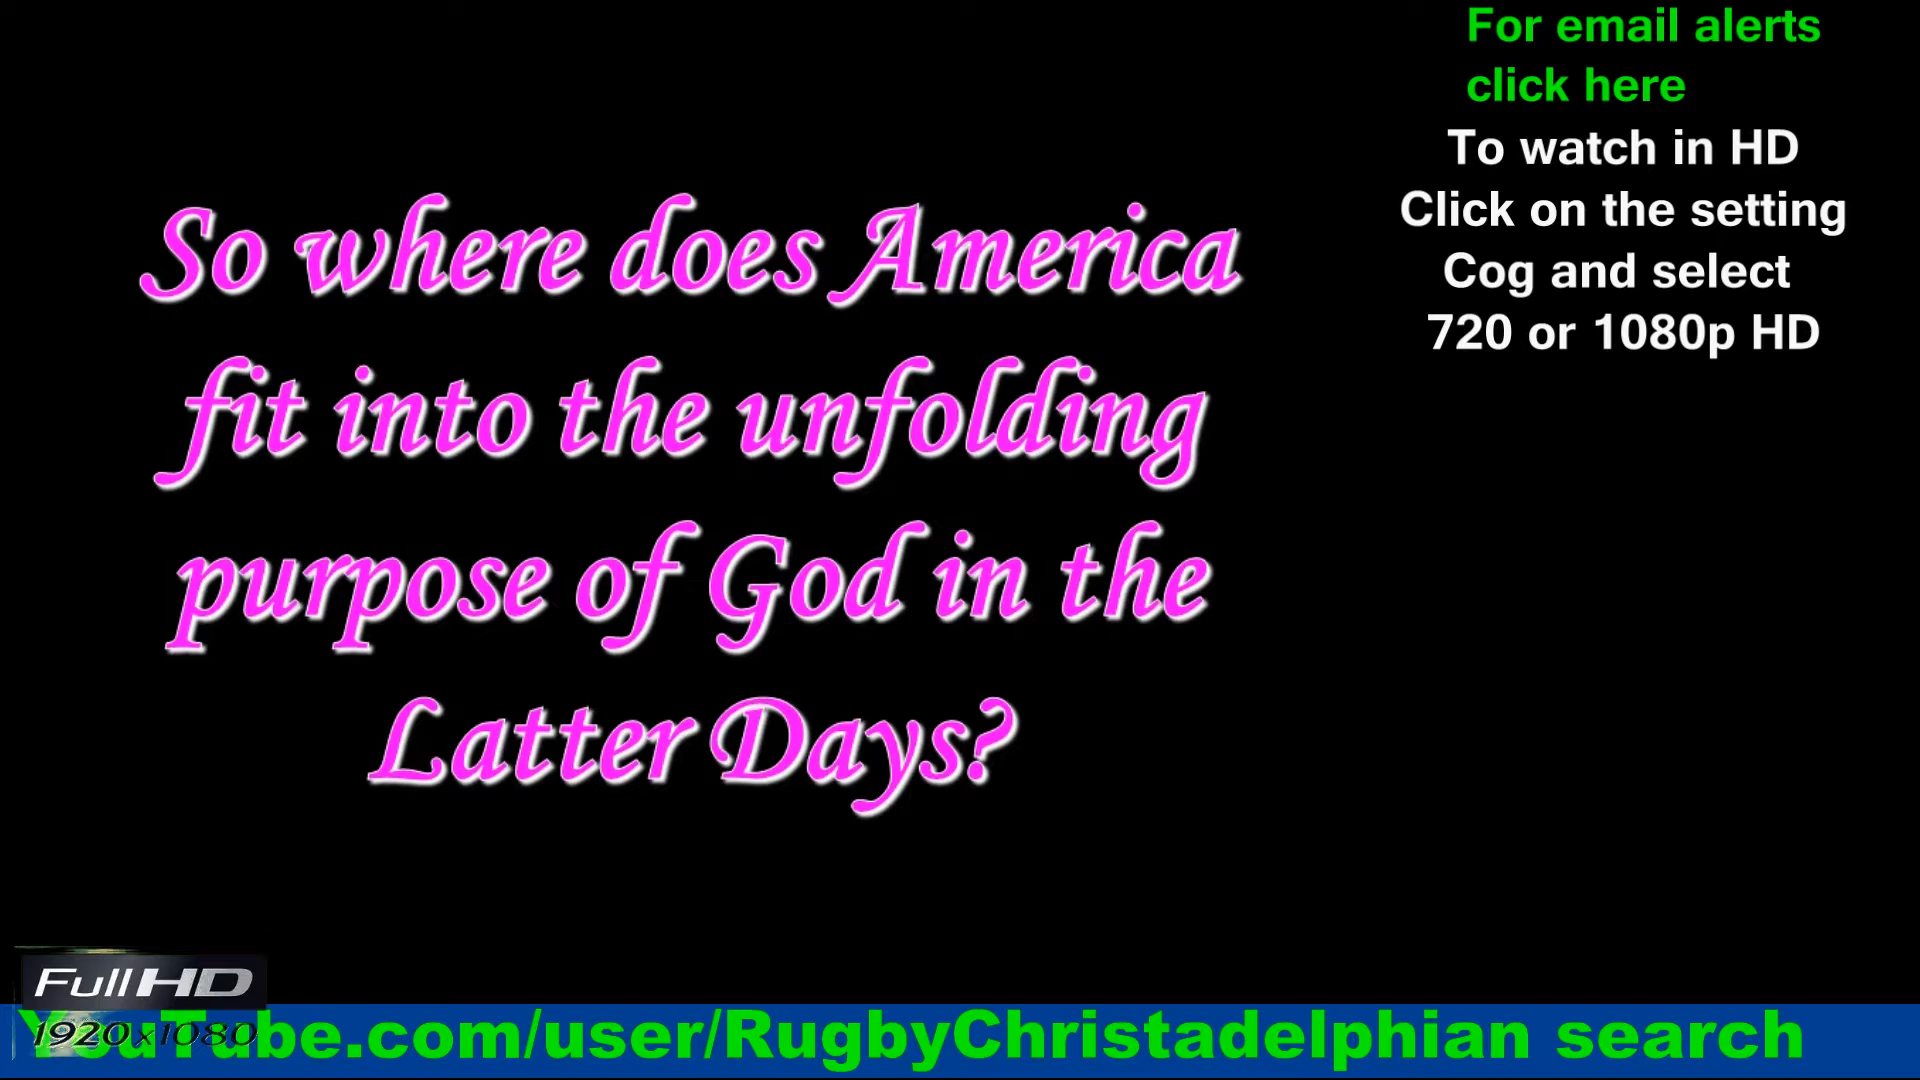 So where does America
fit into the unfolding
purpose of God in the
Latter Days?
For email alerts
click here
To watch in HD
Click on the setting
Cog and select
720 or 1080p HD
Full HD
1920x1080
YouTube.com/user/RugbyChristadelphian search